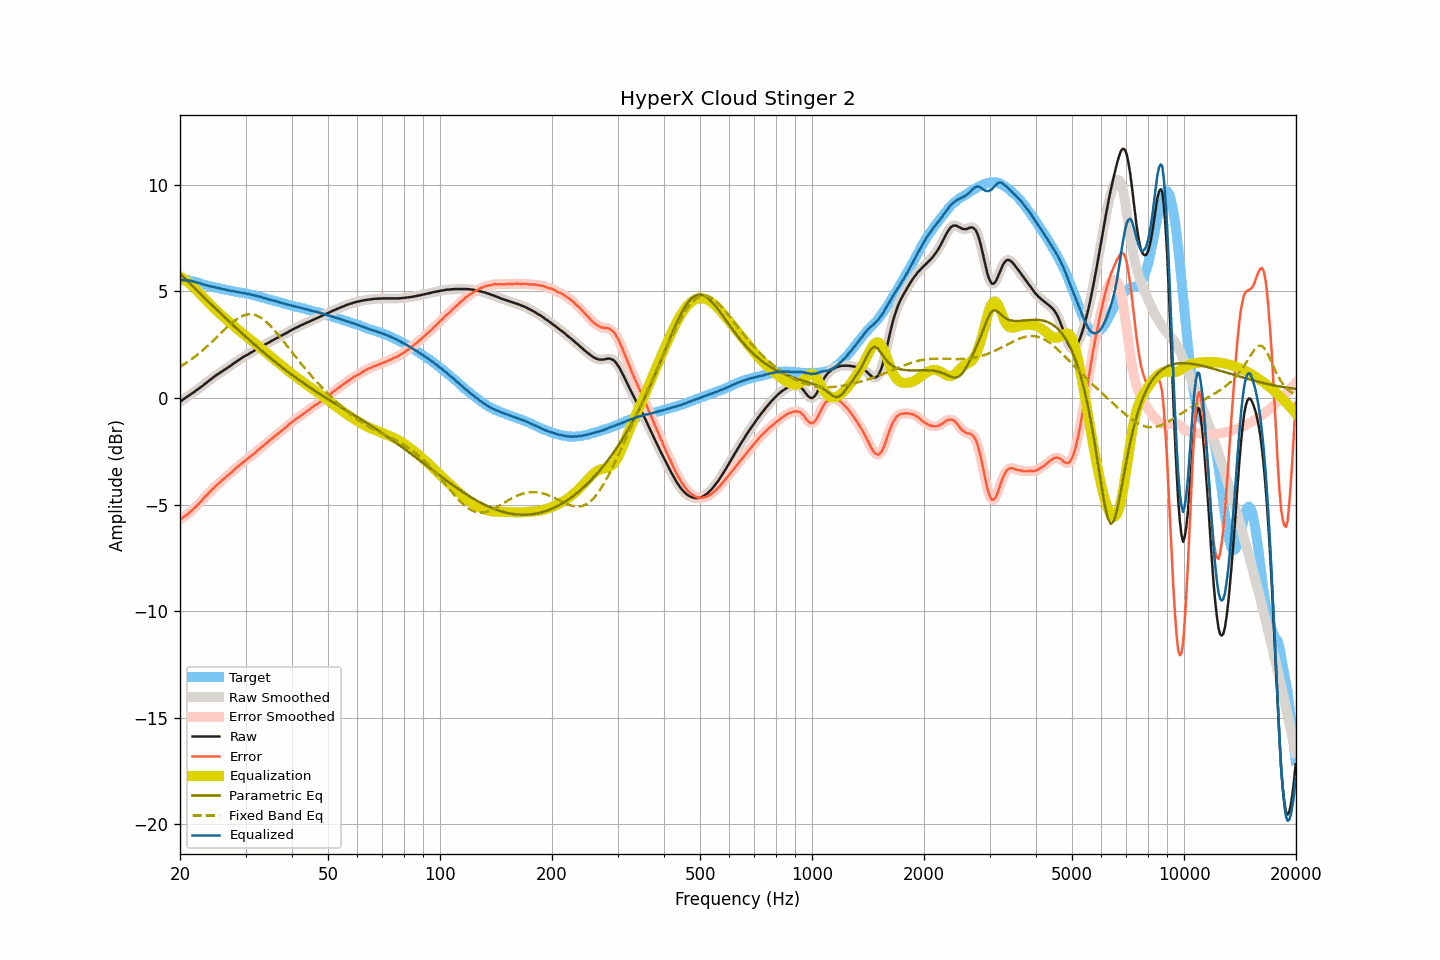 HyperX Cloud Stinger 2
Amplitude (dBr)
10
5
0
−5
−10
−15
−20
Target
Raw Smoothed
Error Smoothed
Raw
Error
Equalization
Parametric Eq
Fixed Band Eq
Equalized
20 50 100 200 500 1000 2000 5000 10000 20000
Frequency (Hz)